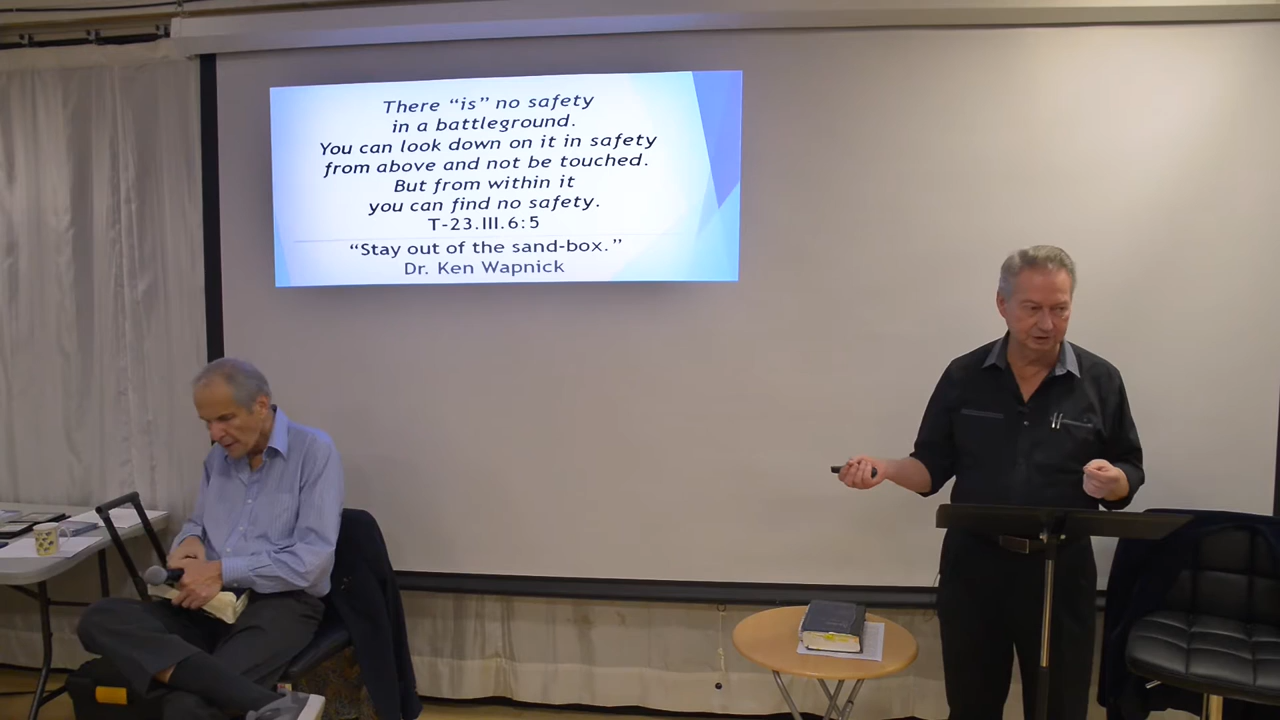 There “is” no safety
in a battleground.
You can look down on it in safety
from above and not be touched.
But from within it
you can find no safety.
T-23.III.6:5
“Stay out of the sand-box.”
Dr. Ken Wapnick